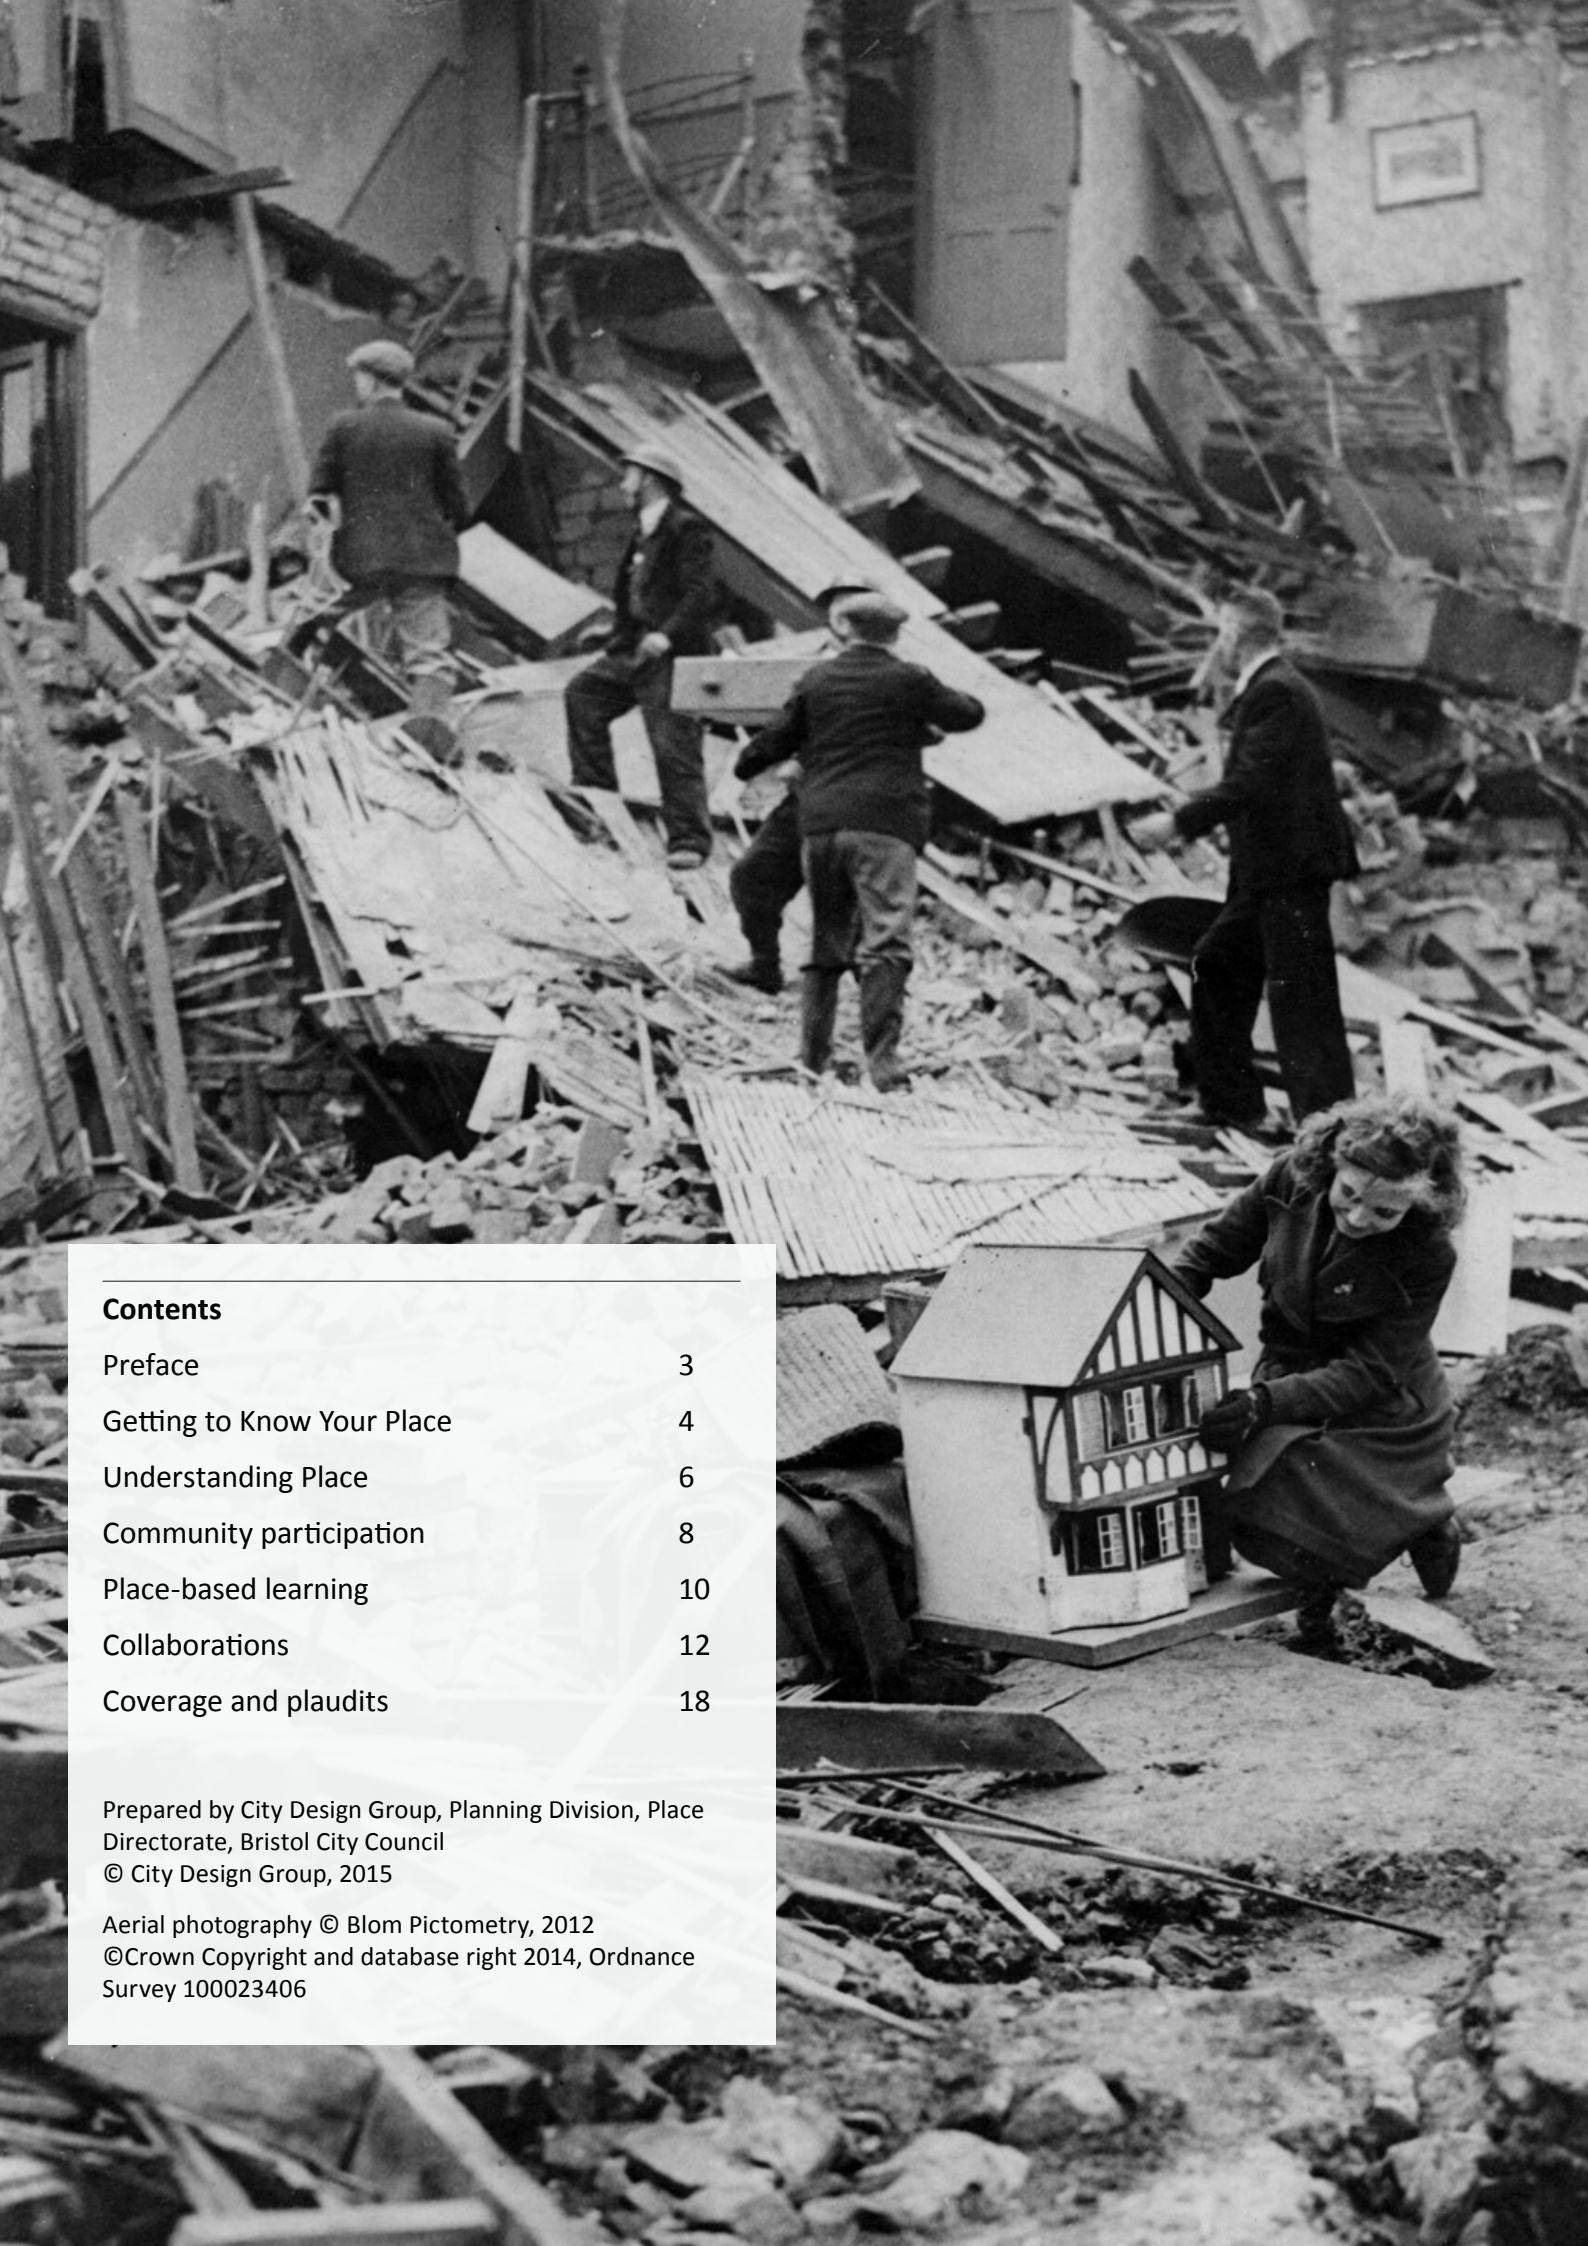 Contents
Preface 3
Getting to Know Your Place 4
Understanding Place 6
Community participation 8
Place-based learning 10
Collaborations 12
Coverage and plaudits 18
Prepared by City Design Group, Planning Division, Place
Directorate, Bristol City Council
© City Design Group, 2015
Aerial photography © Blom Pictometry, 2012
©Crown Copyright and database right 2014, Ordnance
Survey 100023406